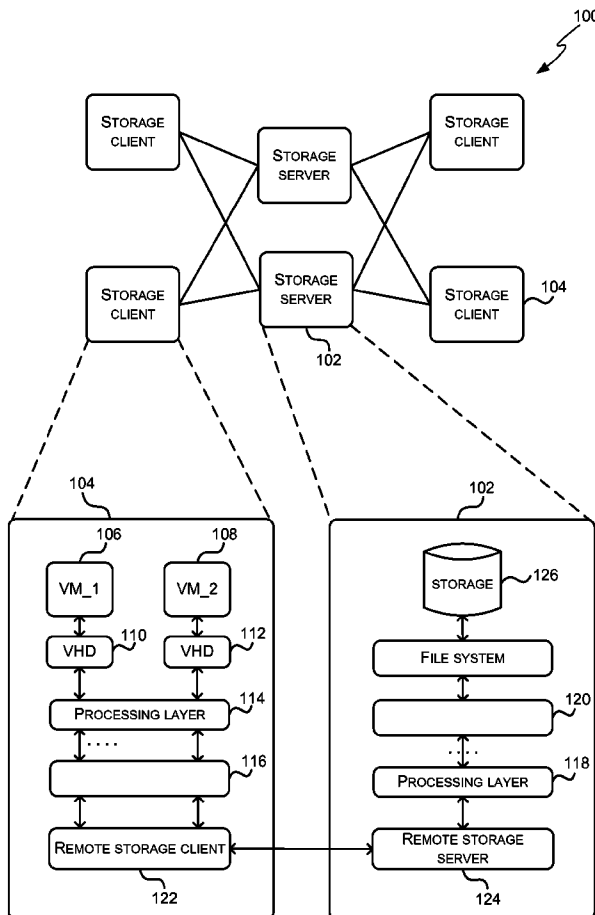 100
STORAGE
CLIENT
STORAGE
SERVER
STORAGE
CLIENT
STORAGE
CLIENT
STORAGE
SERVER
STORAGE
CLIENT
104
102
104
106
108
VM_1
VM_2
VHD
110
VHD
112
PROCESSING LAYER
114
....
116
REMOTE STORAGE CLIENT
122
102
STORAGE
126
FILE SYSTEM
120
....
118
PROCESSING LAYER
REMOTE STORAGE
SERVER
124